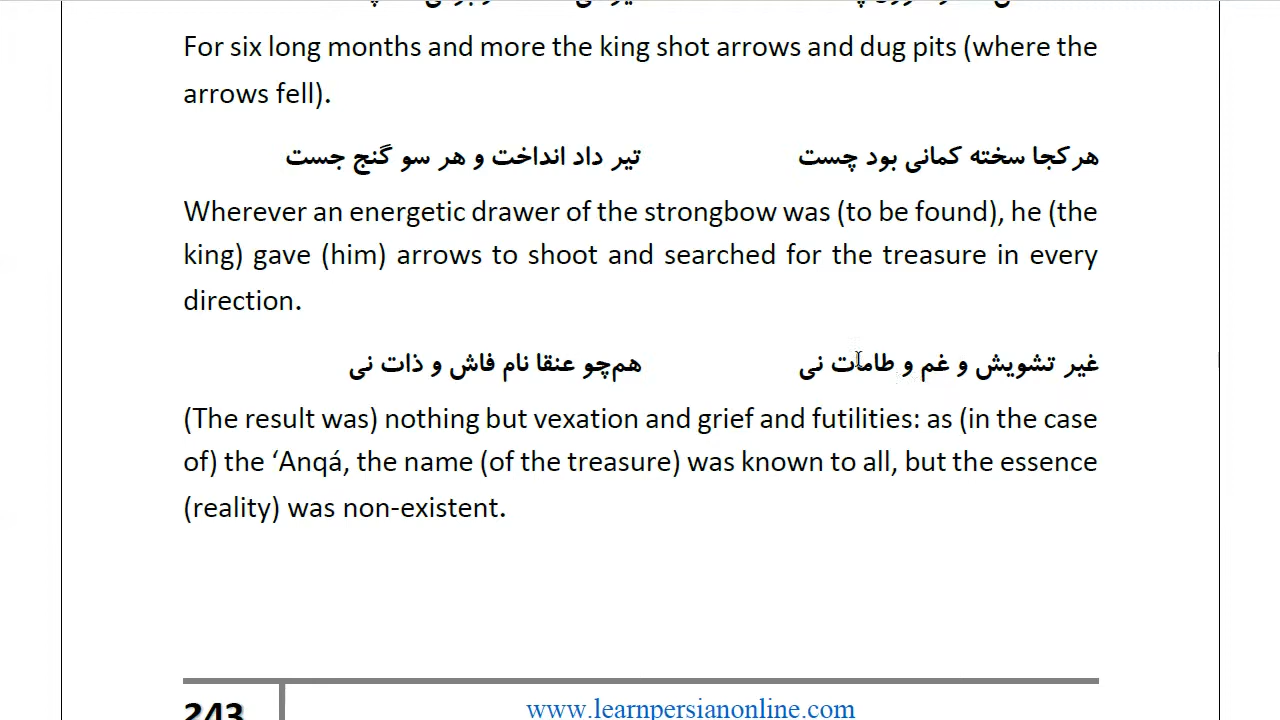 For six long months and more the king shot arrows and dug pits (where the
arrows fell).
هر کجا سخته کمانی بود چست تیر داد انداخت و هر سو گنج جست
Wherever an energetic drawer of the strongbow was (to be found), he (the
king) gave (him) arrows to shoot and searched for the treasure in every
direction.
غیر تشویش و غم و طامات نی هم‌چو عنقا نام فاش و ذات نی
(The result was) nothing but vexation and grief and futilities: as (in the case
of) the ‘Anqá, the name (of the treasure) was known to all, but the essence
(reality) was non-existent.
243 www.learnpersianonline.com